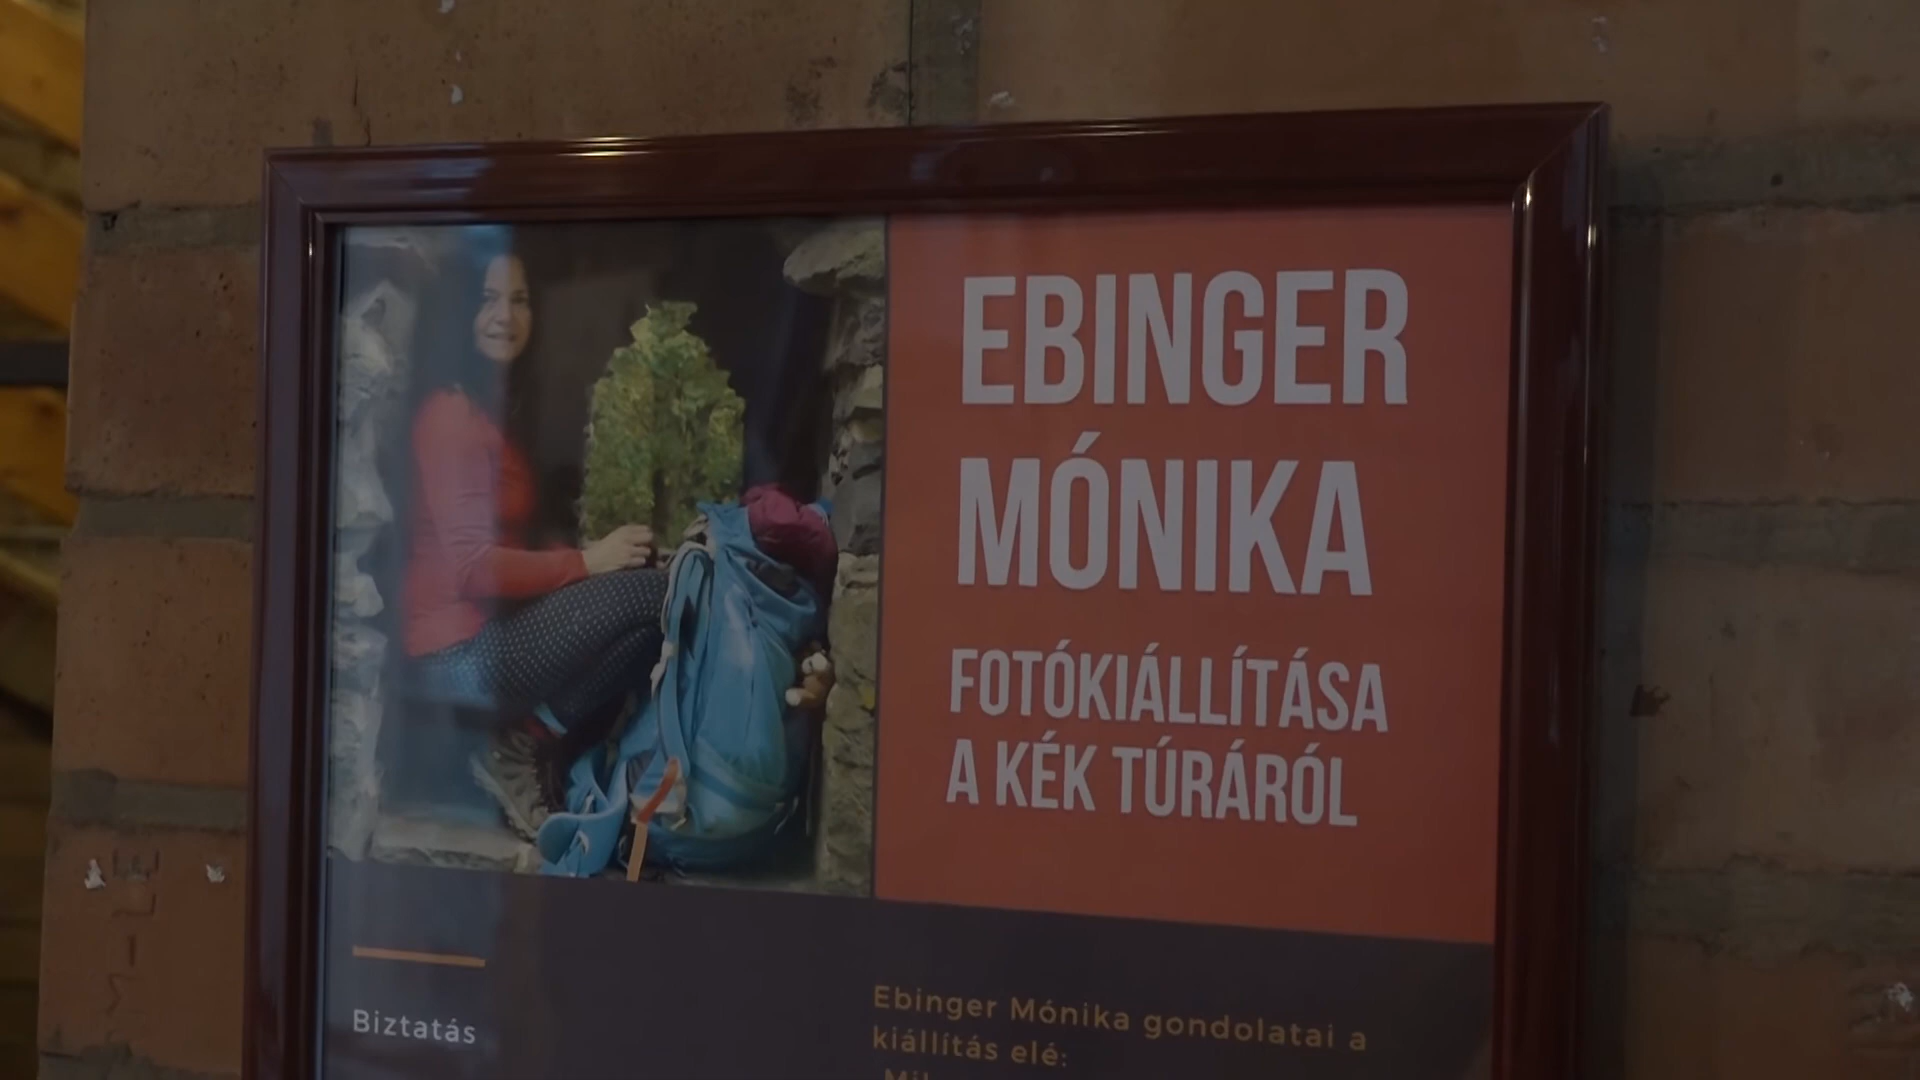 EBINGER
MÓNIKA
FOTÓKIÁLLÍTÁSA
A KÉK TÚRÁRÓL
Biztatás
Ebinger Mónika gondolatai a
kiállítás elé: